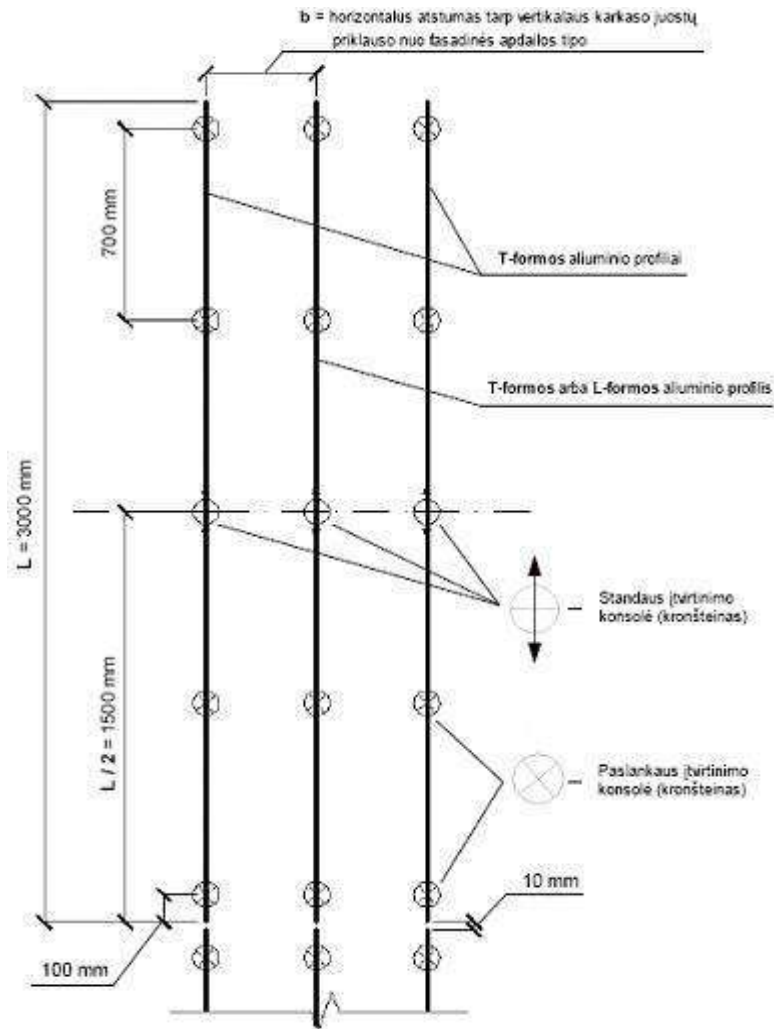 b = horizontalus atstumas tarp vertikalaus karkaso juostų
priklauso nuo fasadinės apdailos tipo
700 mm
T-formos aliuminio profiliai
T-formos arba L-formos aliuminio profilis
L = 3000 mm
Standaus įtvirtinimo
konsolė (kronšteinas)
L / 2 = 1500 mm
Paslankaus įtvirtinimo
konsolė (kronšteinas)
10 mm
100 mm